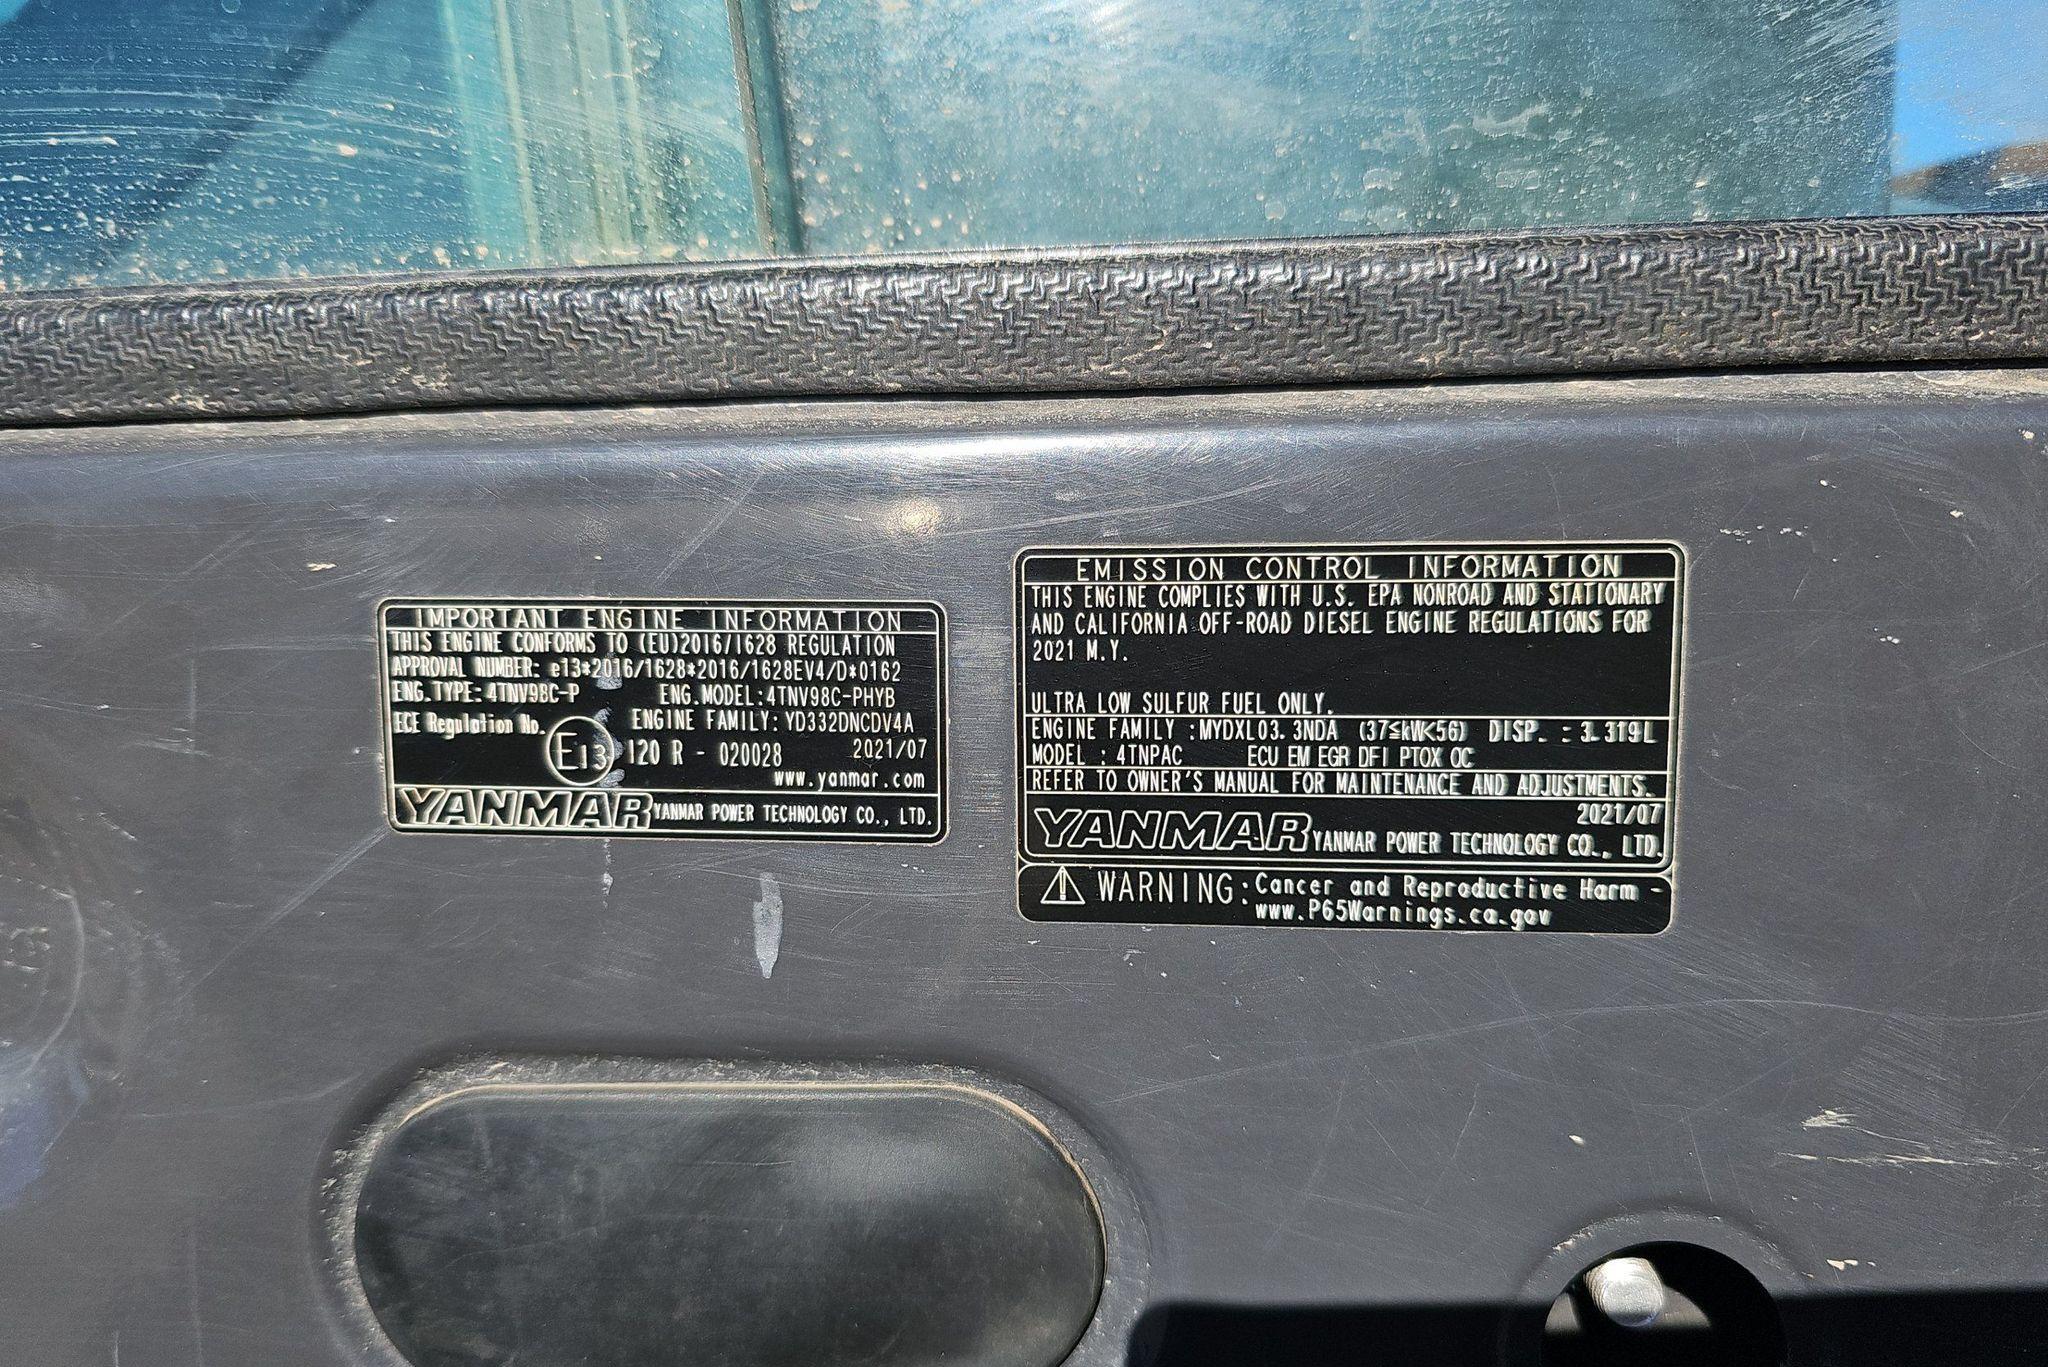 IMPORTANT ENGINE INFORMATION
THIS ENGINE CONFORMS TO (EU)2016/1628 REGULATION
APPROVAL NUMBER: e13*2016/1628*2016/1628EV4/D*0162
ENG.TYPE: 4TNV98C-P ENG.MODEL:4TNV98C-PHYB
ECE Regulation No. ENGINE FAMILY: YD332DNCDV4A
E13 120 R - 020028 2021/07
www.yanmar.com
YANMAR YANMAR POWER TECHNOLOGY CO., LTD.
EMISSION CONTROL INFORMATION
THIS ENGINE COMPLIES WITH U.S. EPA NONROAD AND STATIONARY
AND CALIFORNIA OFF-ROAD DIESEL ENGINE REGULATIONS FOR
2021 M.Y.
ULTRA LOW SULFUR FUEL ONLY.
ENGINE FAMILY :MYDXL03.3NDA (37≦kW<56) DISP. : 3.319L
MODEL : 4TNPAC ECU EM EGR DFI PTOX OC
REFER TO OWNER'S MANUAL FOR MAINTENANCE AND ADJUSTMENTS.
2021/07
YANMAR YANMAR POWER TECHNOLOGY CO., LTD.
WARNING: Cancer and Reproductive Harm -
www.P65Warnings.ca.gov